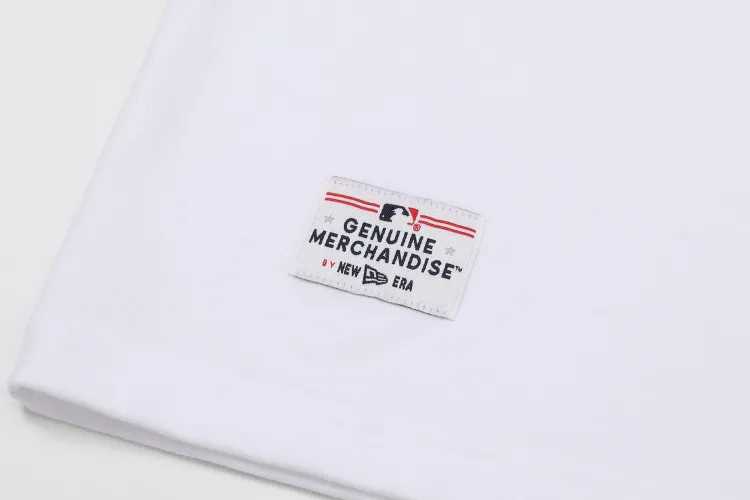 GENUINE
MERCHANDISE™
BY NEW ERA